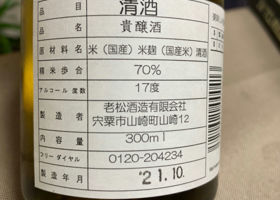 品目 清酒
貴醸酒
原材料名 米（国産）米麹（国産米）清酒
精米歩合 70%
アルコール度数 17度
製造者 老松酒造有限会社
宍粟市山崎町山崎12
内容量 300ml
フリーダイヤル 0120-204234
製造年月 '21.10.